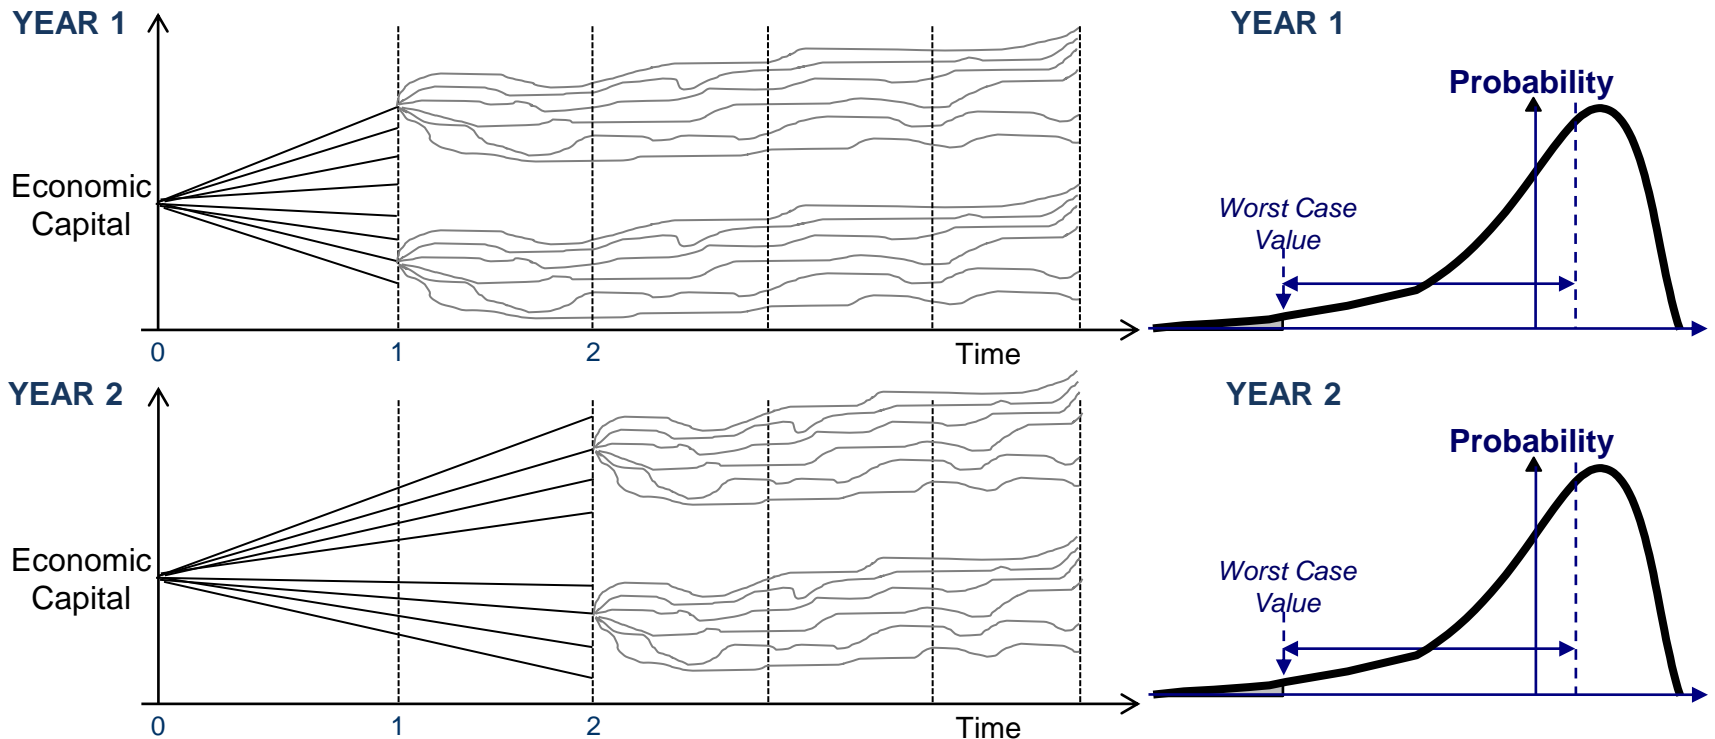 YEAR 1
Economic
Capital
0
1
2
Time
YEAR 1
Probability
Worst Case
Value
YEAR 2
Economic
Capital
0
1
2
Time
YEAR 2
Probability
Worst Case
Value